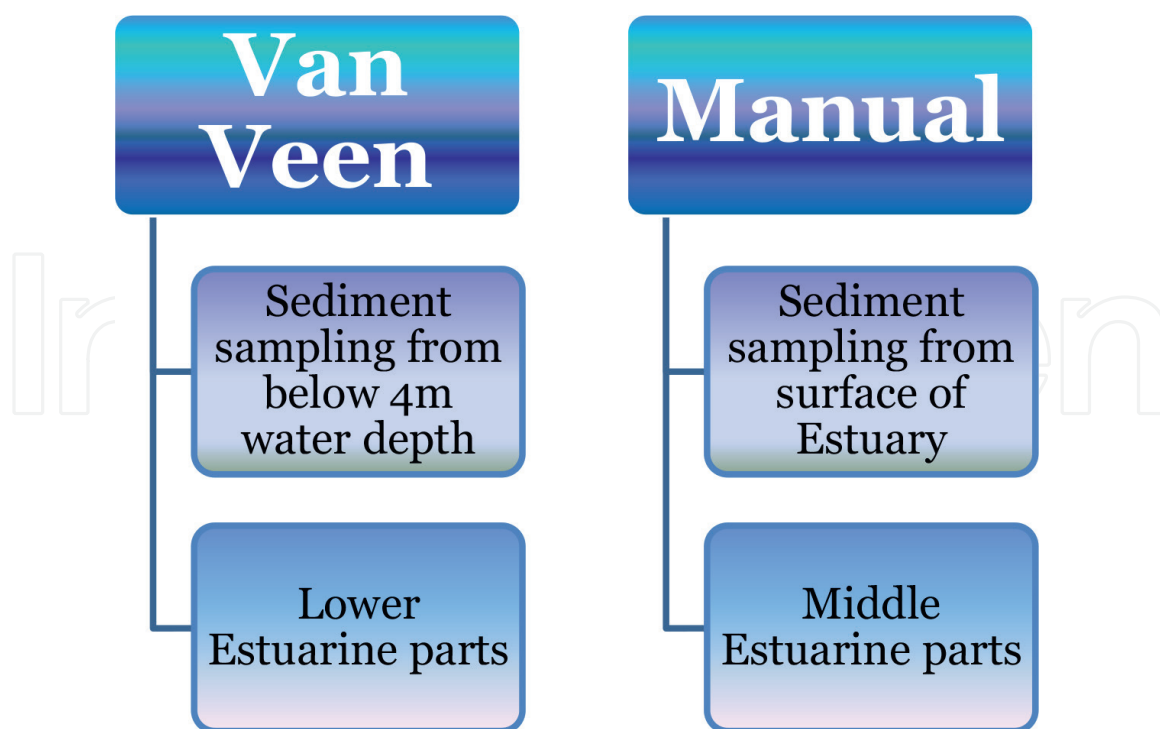 Van
Veen
Sediment
sampling from
below 4m
water depth
Lower
Estuarine parts
Manual
Sediment
sampling from
surface of
Estuary
Middle
Estuarine parts